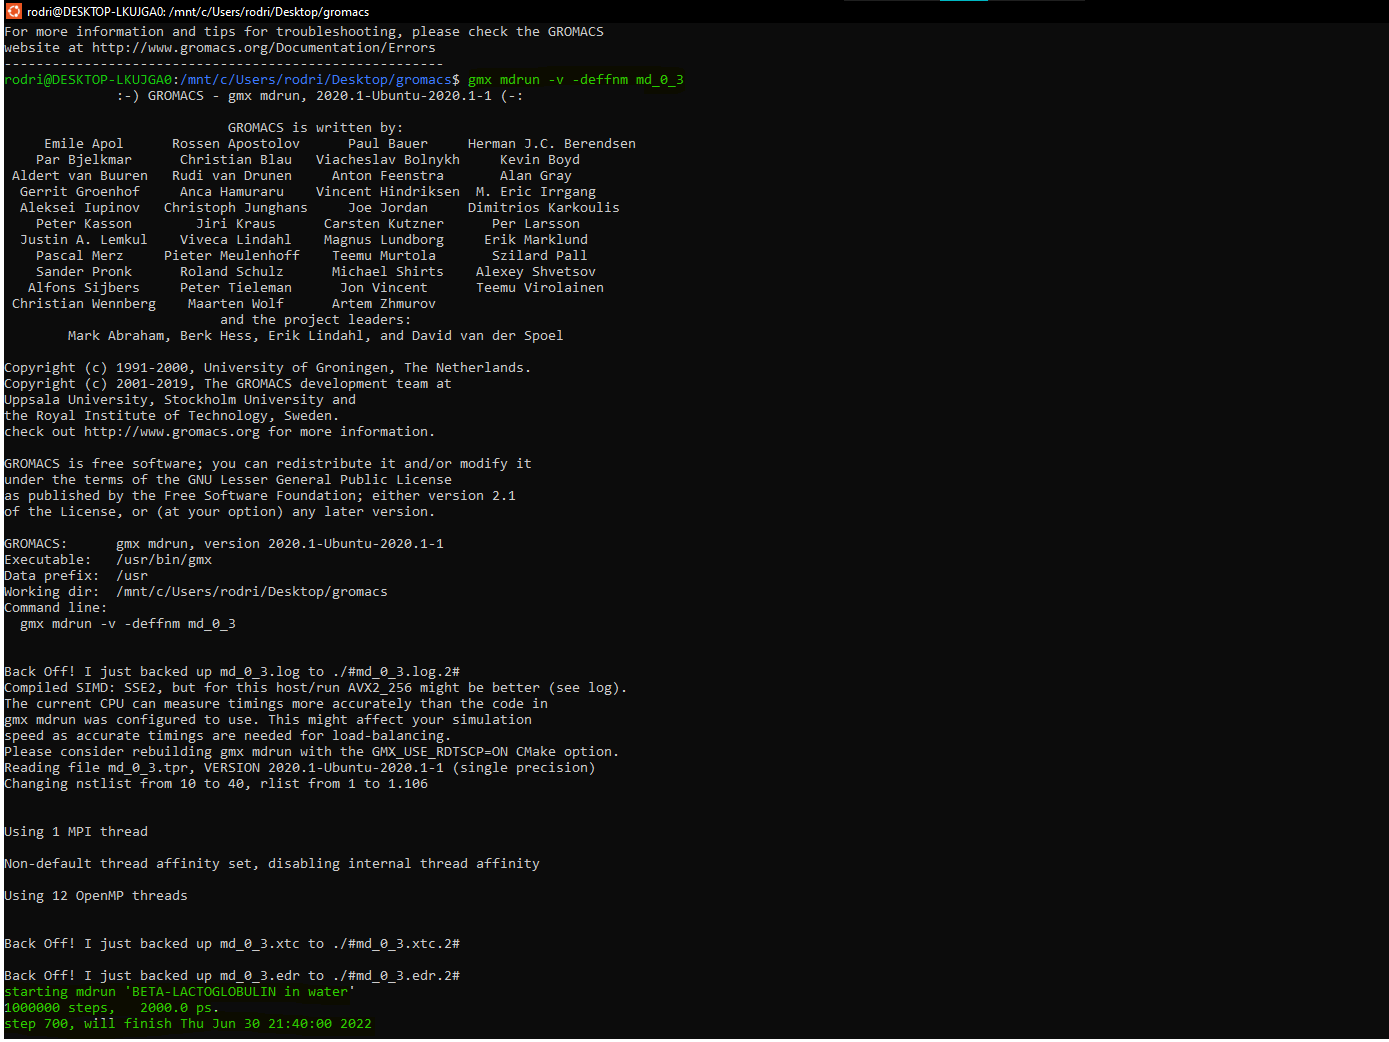 rodri@DESKTOP-LKUJGA0: /mnt/c/Users/rodri/Desktop/gromacs
For more information and tips for troubleshooting, please check the GROMACS
website at http://www.gromacs.org/Documentation/Errors
-------------------------------------------------------
rodri@DESKTOP-LKUJGA0:/mnt/c/Users/rodri/Desktop/gromacs$ gmx mdrun -v -deffnm md_0_3
:-) GROMACS - gmx mdrun, 2020.1-Ubuntu-2020.1-1 (-:
GROMACS is written by:
Emile Apol Rossen Apostolov Paul Bauer Herman J.C. Berendsen
Par Bjelkmar Christian Blau Viacheslav Bolnykh Kevin Boyd
Aldert van Buuren Rudi van Drunen Anton Feenstra Alan Gray
Gerrit Groenhof Anca Hamuraru Vincent Hindriksen M. Eric Irrgang
Aleksei Iupinov Christoph Junghans Joe Jordan Dimitrios Karkoulis
Peter Kasson Jiri Kraus Carsten Kutzner Per Larsson
Justin A. Lemkul Viveca Lindahl Magnus Lundborg Erik Marklund
Pascal Merz Pieter Meulenhoff Teemu Murtola Szilard Pall
Sander Pronk Roland Schulz Michael Shirts Alexey Shvetsov
Alfons Sijbers Peter Tieleman Jon Vincent Teemu Virolainen
Christian Wennberg Maarten Wolf Artem Zhmurov
and the project leaders:
Mark Abraham, Berk Hess, Erik Lindahl, and David van der Spoel
Copyright (c) 1991-2000, University of Groningen, The Netherlands.
Copyright (c) 2001-2019, The GROMACS development team at
Uppsala University, Stockholm University and
the Royal Institute of Technology, Sweden.
check out http://www.gromacs.org for more information.
GROMACS is free software; you can redistribute it and/or modify it
under the terms of the GNU Lesser General Public License
as published by the Free Software Foundation; either version 2.1
of the License, or (at your option) any later version.
GROMACS: gmx mdrun, version 2020.1-Ubuntu-2020.1-1
Executable: /usr/bin/gmx
Data prefix: /usr
Working dir: /mnt/c/Users/rodri/Desktop/gromacs
Command line:
gmx mdrun -v -deffnm md_0_3
Back Off! I just backed up md_0_3.log to ./#md_0_3.log.2#
Compiled SIMD: SSE2, but for this host/run AVX2_256 might be better (see log).
The current CPU can measure timings more accurately than the code in
gmx mdrun was configured to use. This might affect your simulation
speed as accurate timings are needed for load-balancing.
Please consider rebuilding gmx mdrun with the GMX_USE_RDTSCP=ON CMake option.
Reading file md_0_3.tpr, VERSION 2020.1-Ubuntu-2020.1-1 (single precision)
Changing nstlist from 10 to 40, rlist from 1 to 1.106
Using 1 MPI thread
Non-default thread affinity set, disabling internal thread affinity
Using 12 OpenMP threads
Back Off! I just backed up md_0_3.xtc to ./#md_0_3.xtc.2#
Back Off! I just backed up md_0_3.edr to ./#md_0_3.edr.2#
starting mdrun 'BETA-LACTOGLOBULIN in water'
1000000 steps, 2000.0 ps.
step 700, will finish Thu Jun 30 21:40:00 2022